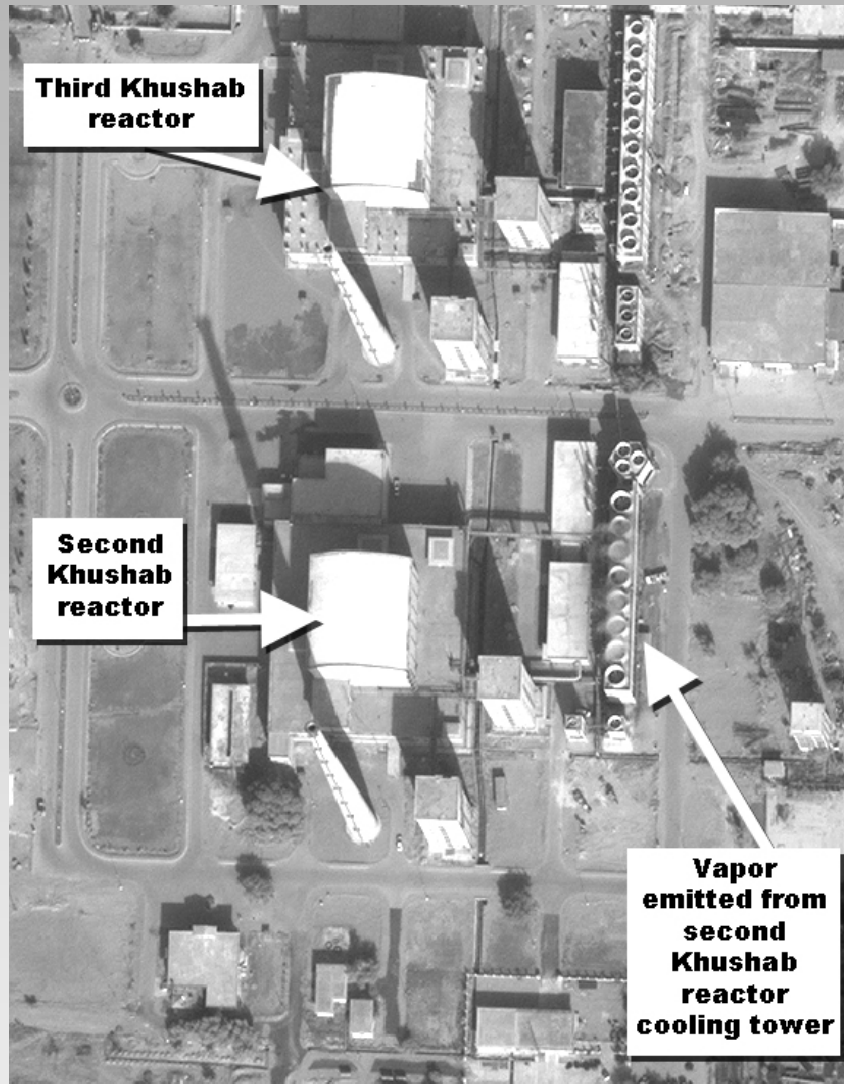 Third Khushab
reactor
Second
Khushab
reactor
Vapor
emitted from
second
Khushab
reactor
cooling tower